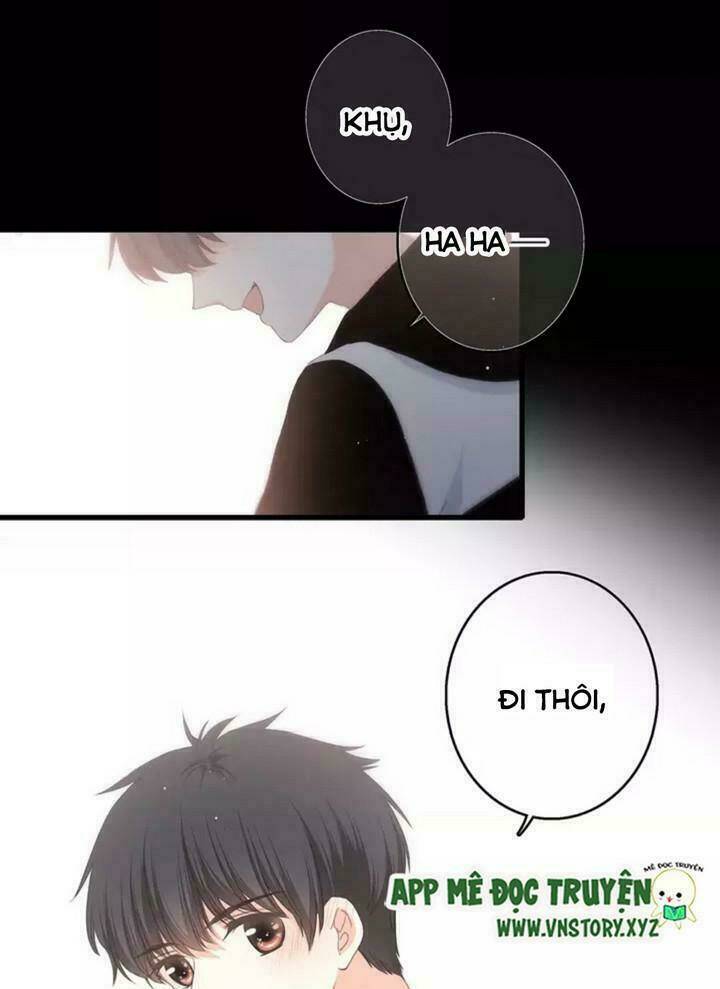 KHỤ,
HA HA —
ĐI THÔI,
MÊ ĐỌC TRUYỆN
APP MÊ ĐỌC TRUYỆN
WWW.VNSTORY.XYZ